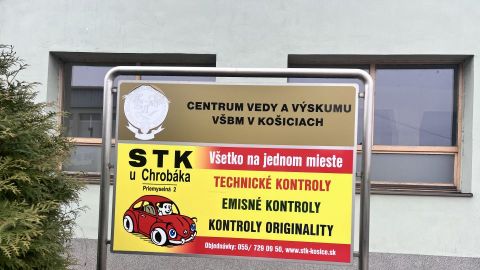 CENTRUM VEDY A VÝSKUMU
VŠBM V KOŠICIACH
STK
u Chrobáka
Priemyselná 2
Všetko na jednom mieste
TECHNICKÉ KONTROLY
EMISNÉ KONTROLY
KONTROLY ORIGINALITY
Objednávky: 055/ 729 09 50, www.stk-kosice.sk